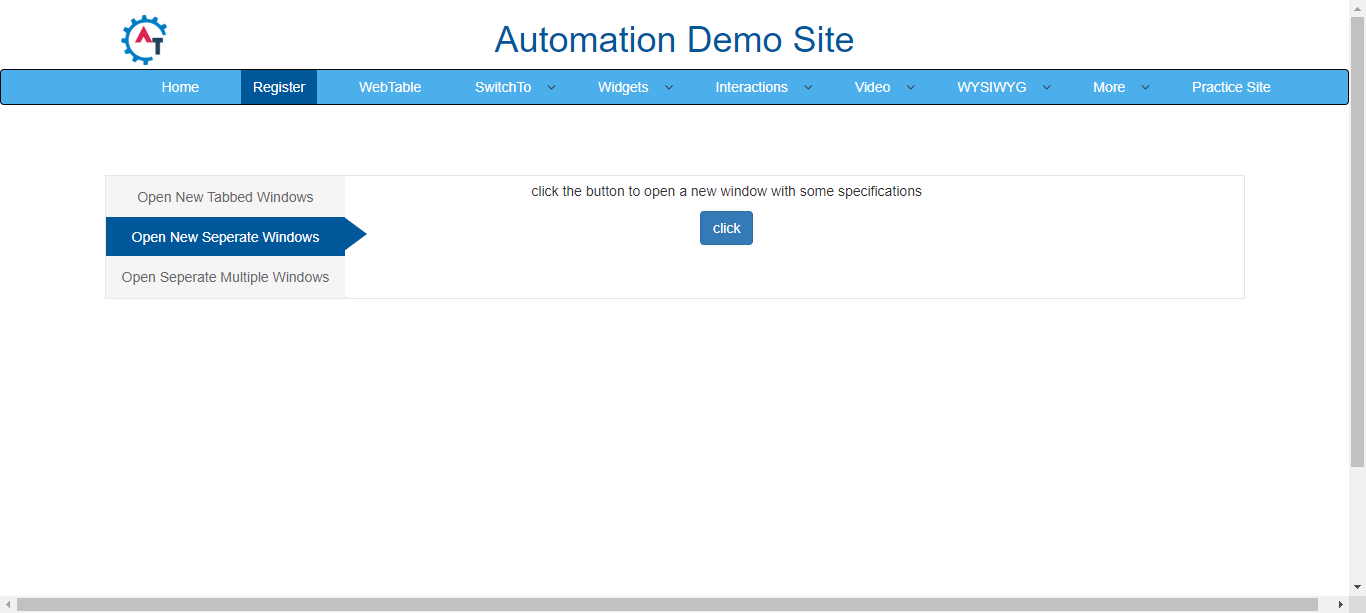 AT
Automation Demo Site
Home Register WebTable SwitchTo Widgets Interactions Video WYSIWYG More Practice Site
Open New Tabbed Windows
Open New Seperate Windows
Open Seperate Multiple Windows
click the button to open a new window with some specifications
click